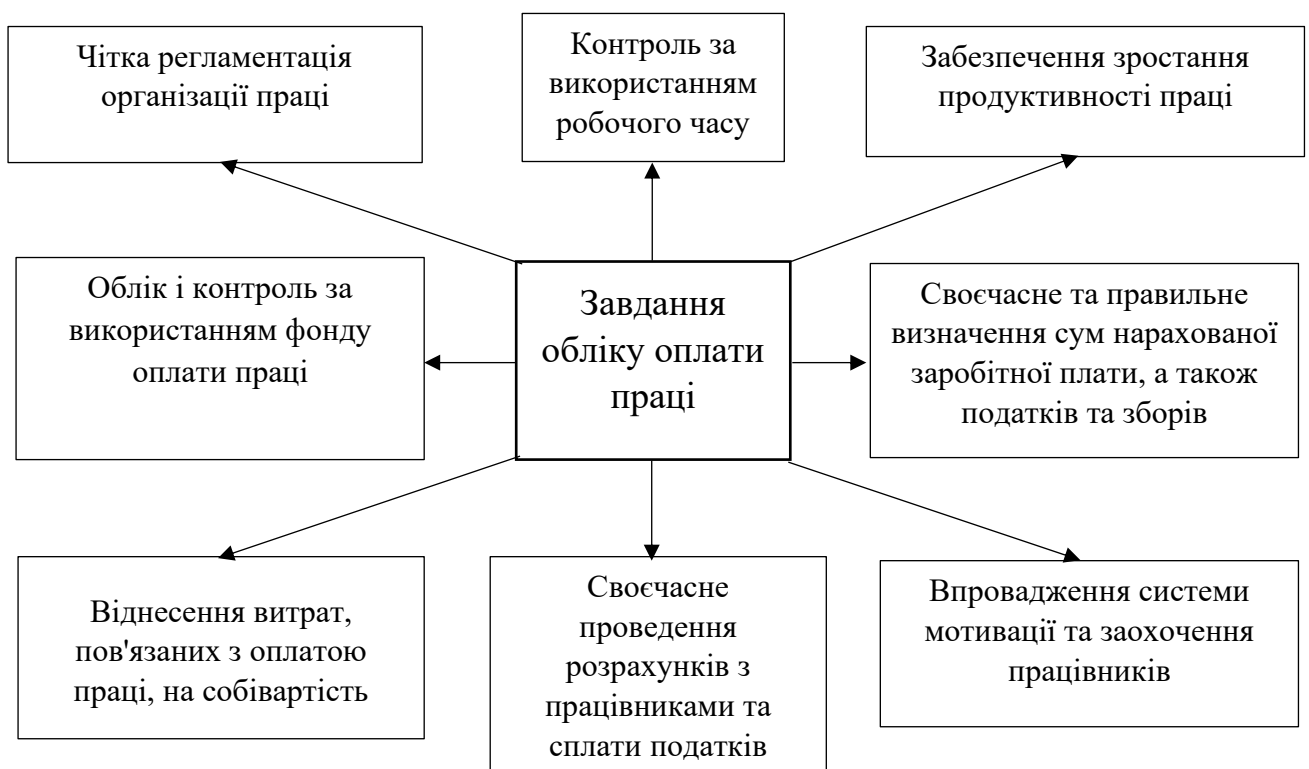 Чітка регламентація
організації праці
Контроль за
використанням
робочого часу
Забезпечення зростання
продуктивності праці
Облік і контроль за
використанням фонду
оплати праці
Завдання
обліку оплати
праці
Своєчасне та правильне
визначення сум нарахованої
заробітної плати, а також
податків та зборів
Віднесення витрат,
пов'язаних з оплатою
праці, на собівартість
Своєчасне
проведення
розрахунків з
працівниками та
сплати податків
Впровадження системи
мотивації та заохочення
працівників